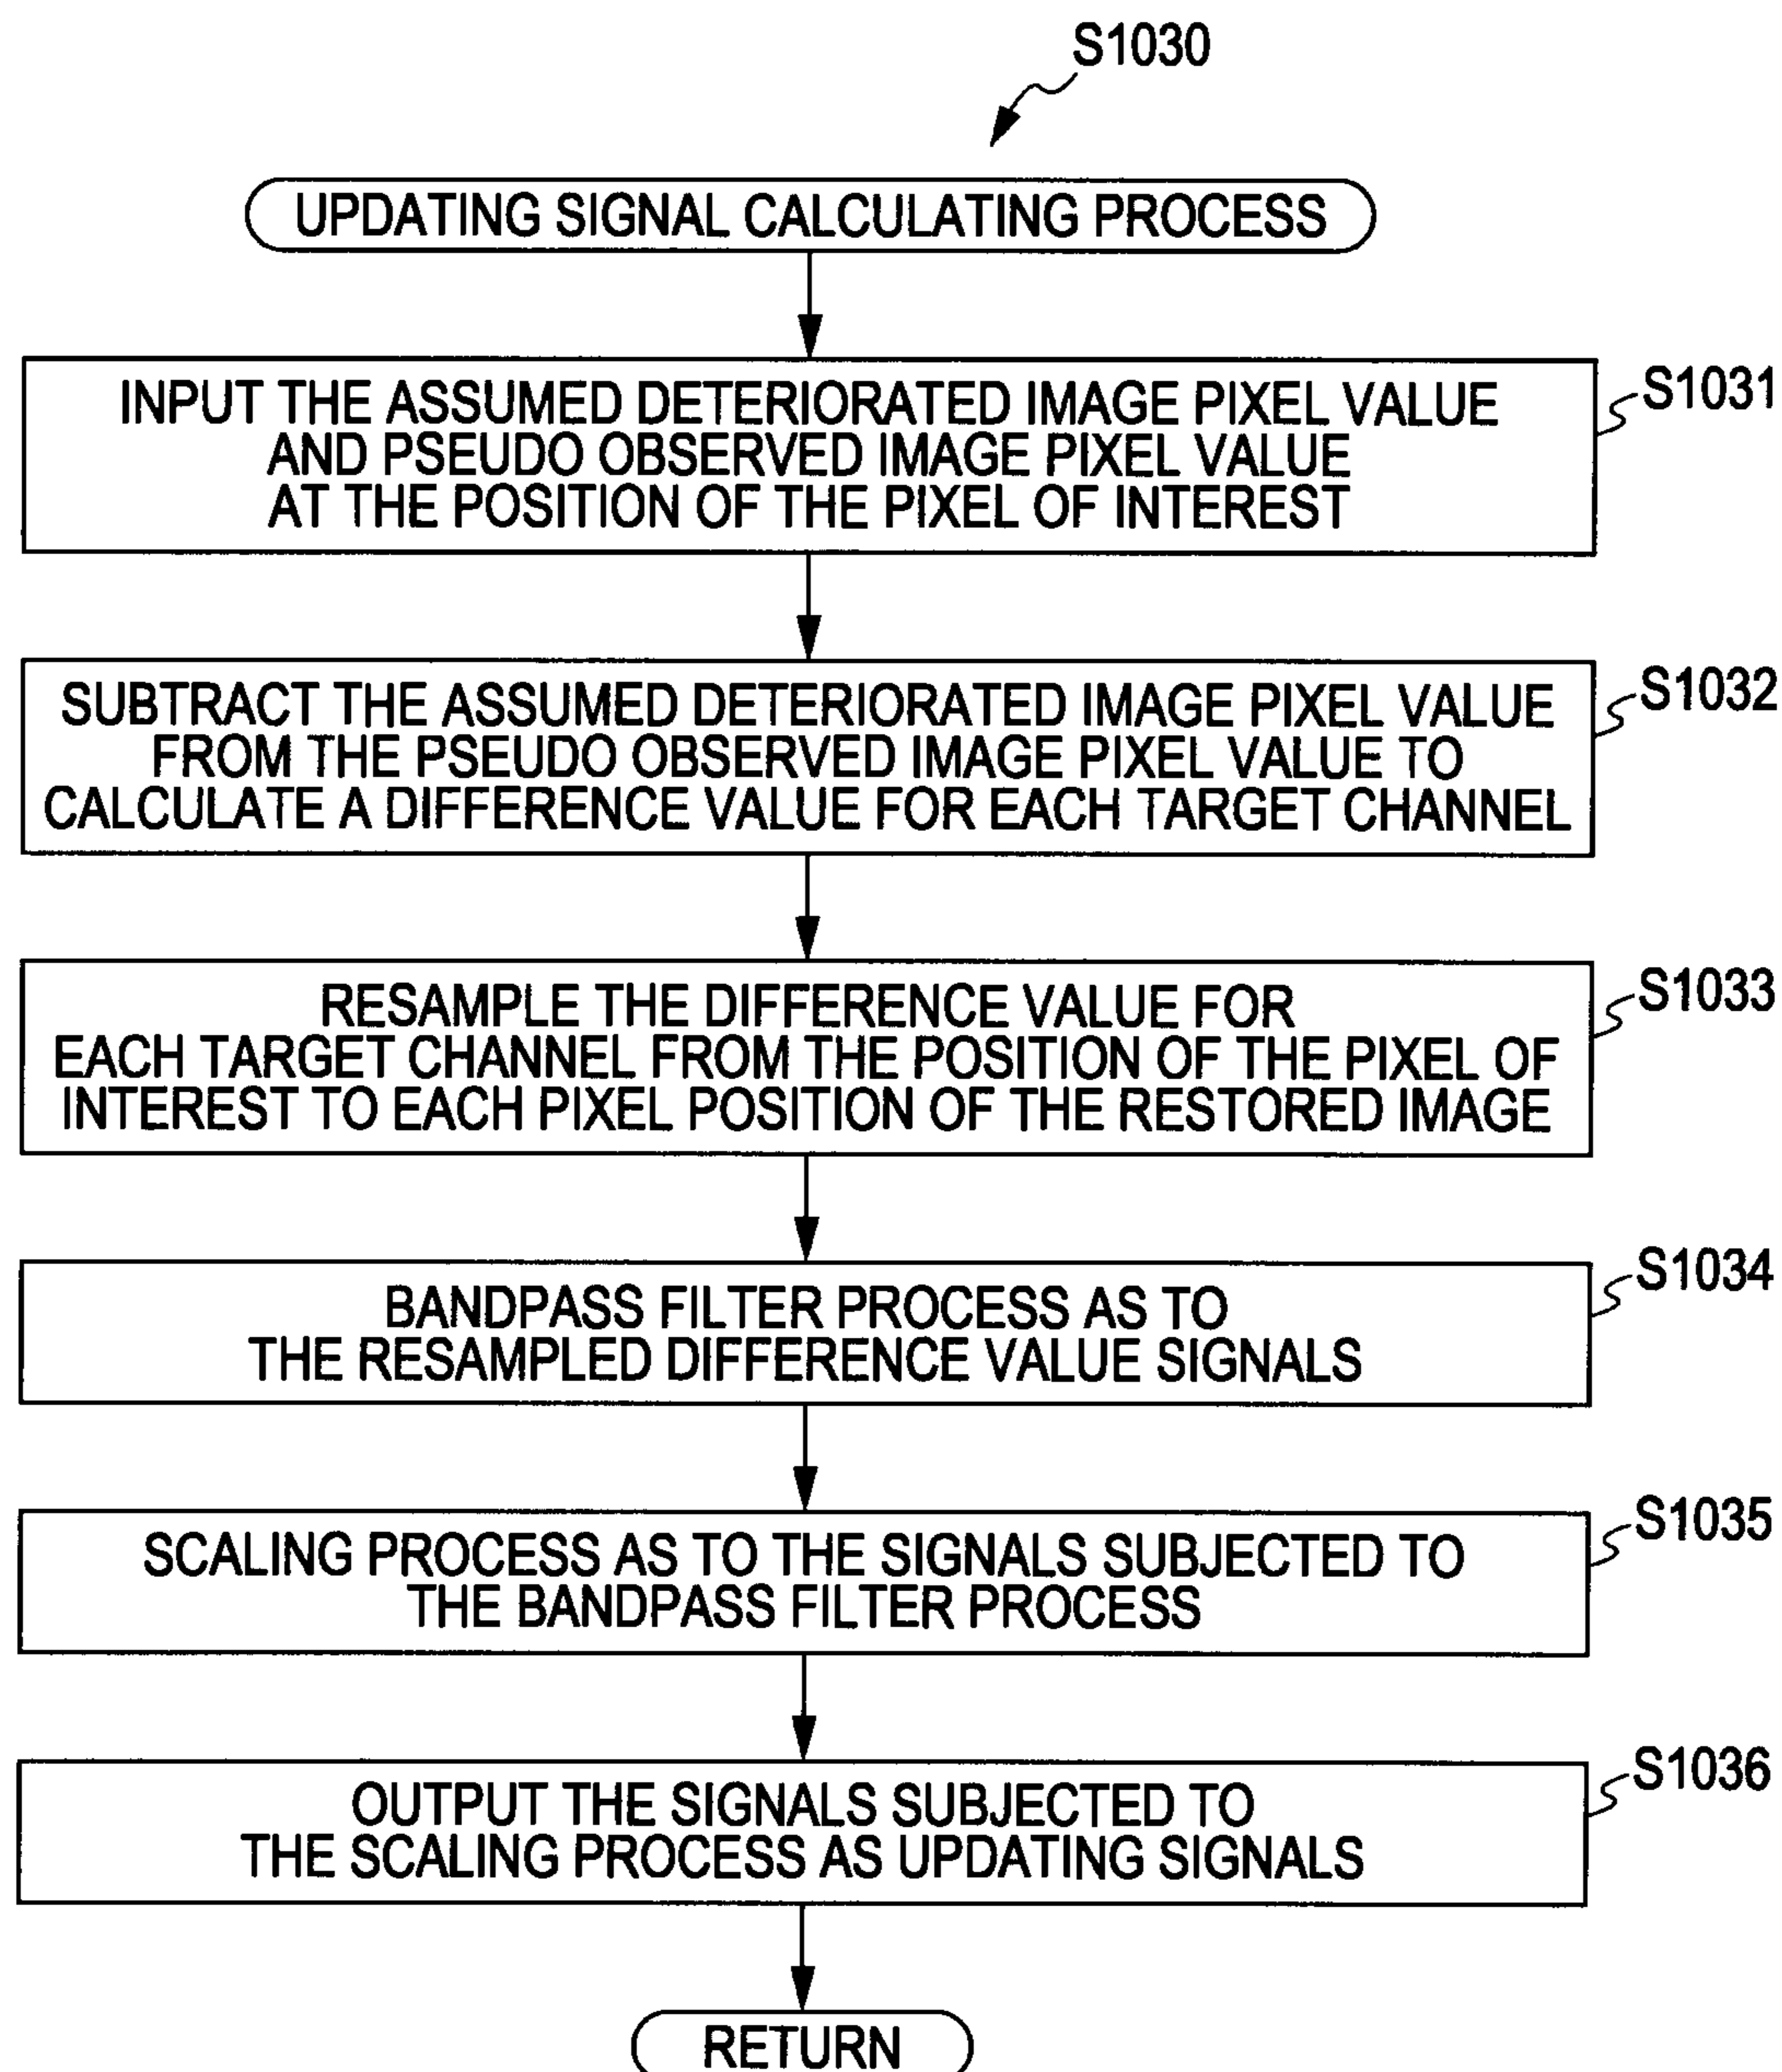 S1030
UPDATING SIGNAL CALCULATING PROCESS
INPUT THE ASSUMED DETERIORATED IMAGE PIXEL VALUE
AND PSEUDO OBSERVED IMAGE PIXEL VALUE
AT THE POSITION OF THE PIXEL OF INTEREST
S1031
SUBTRACT THE ASSUMED DETERIORATED IMAGE PIXEL VALUE
FROM THE PSEUDO OBSERVED IMAGE PIXEL VALUE TO
CALCULATE A DIFFERENCE VALUE FOR EACH TARGET CHANNEL
S1032
RESAMPLE THE DIFFERENCE VALUE FOR
EACH TARGET CHANNEL FROM THE POSITION OF THE PIXEL OF
INTEREST TO EACH PIXEL POSITION OF THE RESTORED IMAGE
S1033
BANDPASS FILTER PROCESS AS TO
THE RESAMPLED DIFFERENCE VALUE SIGNALS
S1034
SCALING PROCESS AS TO THE SIGNALS SUBJECTED TO
THE BANDPASS FILTER PROCESS
S1035
OUTPUT THE SIGNALS SUBJECTED TO
THE SCALING PROCESS AS UPDATING SIGNALS
S1036
RETURN